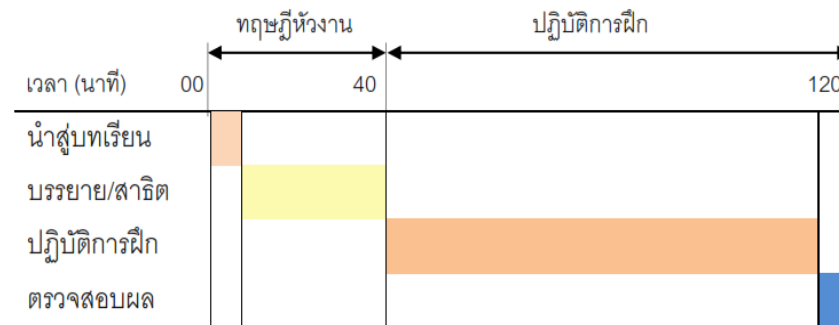 ทฤษฎีหัวงาน ปฏิบัติการฝึก
เวลา (นาที) 00 40 120
นำสู่บทเรียน
บรรยาย/สาธิต
ปฏิบัติการฝึก
ตรวจสอบผล